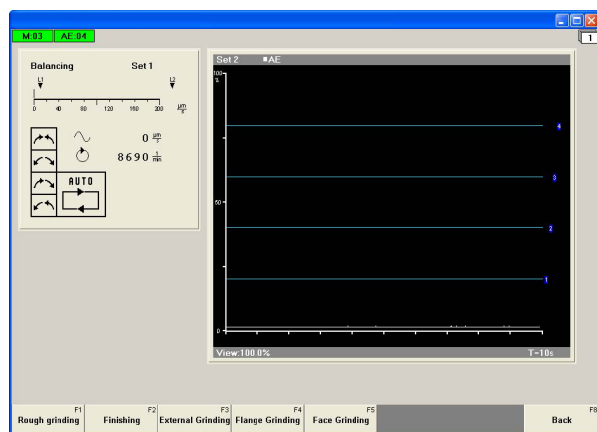 M:03 AE:04
1
Balancing Set 1
L1 L2
0 40 80 120 160 200 µm/s
0 µm/s
8690 1/min
AUTO
Set 2 ■AE
100
%
4
3
50
2
1
0
View:100.0% T=10s
F1 Rough grinding
F2 Finishing
F3 External Grinding
F4 Flange Grinding
F5 Face Grinding
F8 Back